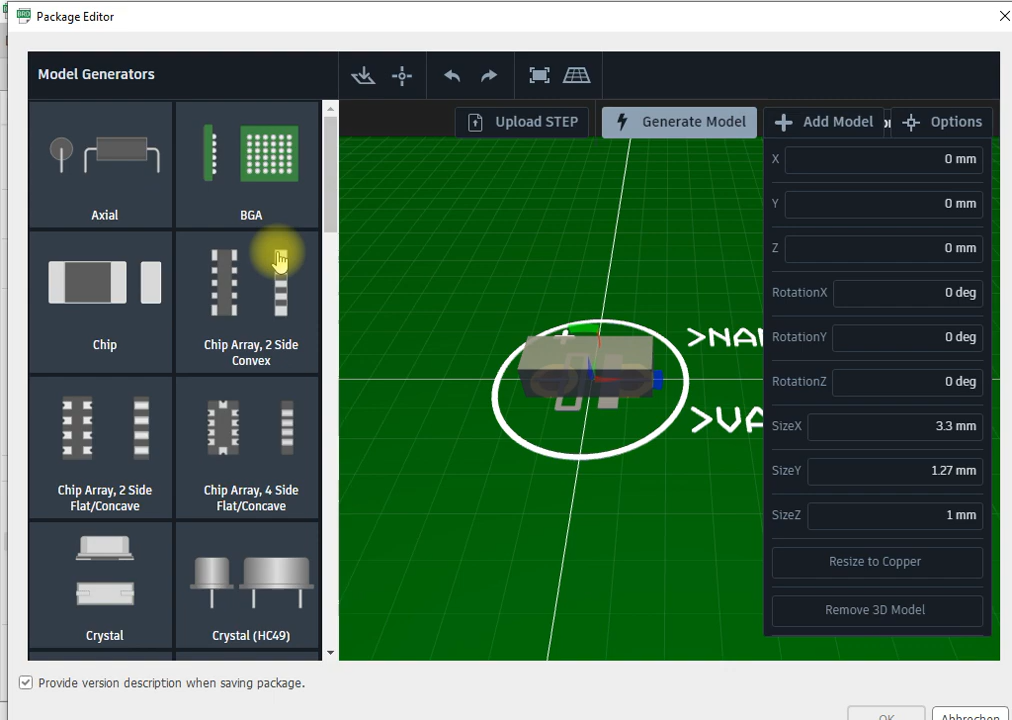 BRD Package Editor
Model Generators
Upload STEP
Generate Model
Add Model
Options
Axial
BGA
Chip
Chip Array, 2 Side
Convex
Chip Array, 2 Side
Flat/Concave
Chip Array, 4 Side
Flat/Concave
Crystal
Crystal (HC49)
+
>NA
>VA
X 0 mm
Y 0 mm
Z 0 mm
RotationX 0 deg
RotationY 0 deg
RotationZ 0 deg
SizeX 3.3 mm
SizeY 1.27 mm
SizeZ 1 mm
Resize to Copper
Remove 3D Model
Provide version description when saving package.
OK
Abbrechen